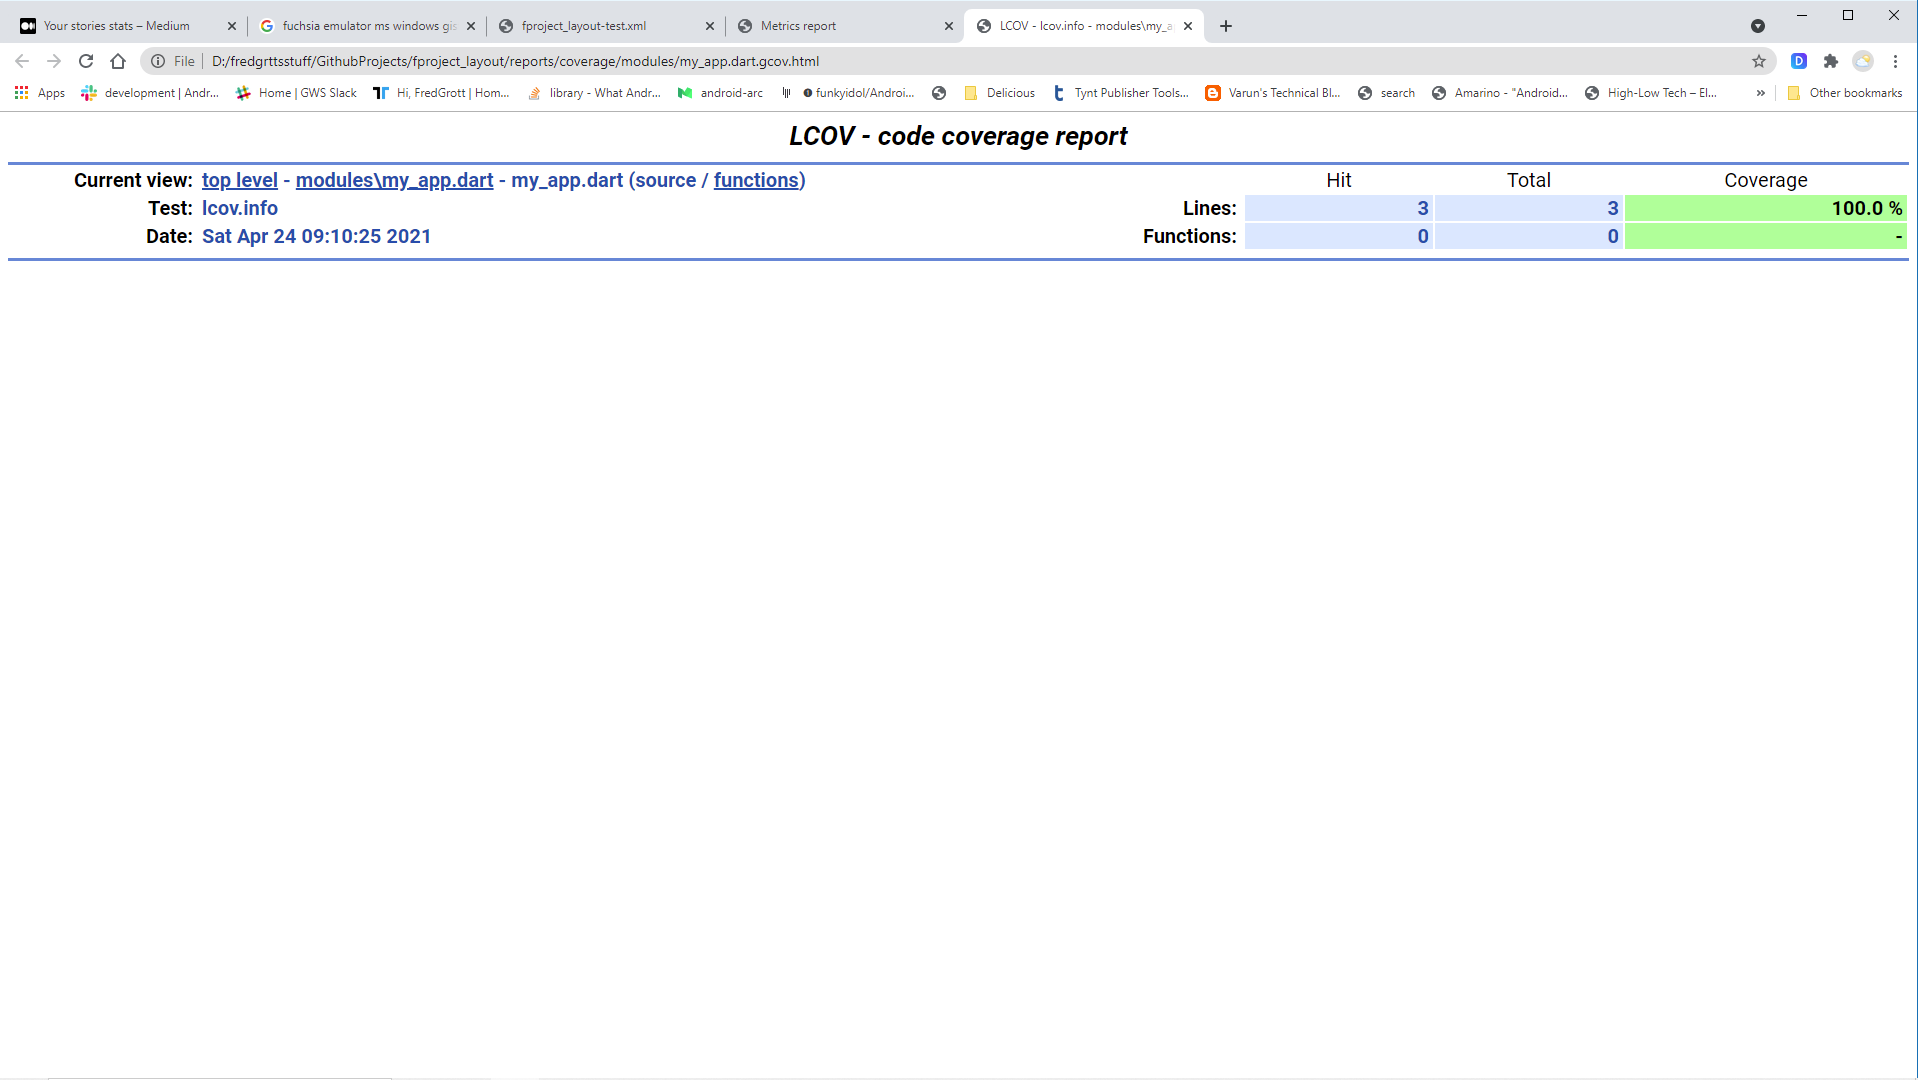 Your stories stats – Medium
fuchsia emulator ms windows gis
fproject_layout-test.xml
Metrics report
LCOV - lcov.info - modules\my_a
File
D:/fredgrttsstuff/GithubProjects/fproject_layout/reports/coverage/modules/my_app.dart.gcov.html
D
Apps
development | Andr...
Home | GWS Slack
Hi, FredGrott | Hom...
library - What Andr...
android-arc
funkyidol/Androi...
Delicious
Tynt Publisher Tools...
Varun's Technical Bl...
search
Amarino - "Android...
High-Low Tech – El...
»
Other bookmarks
LCOV - code coverage report
Current view: top level - modules\my_app.dart - my_app.dart (source / functions) Hit Total Coverage
Test: lcov.info Lines: 3 3 100.0 %
Date: Sat Apr 24 09:10:25 2021 Functions: 0 0 -